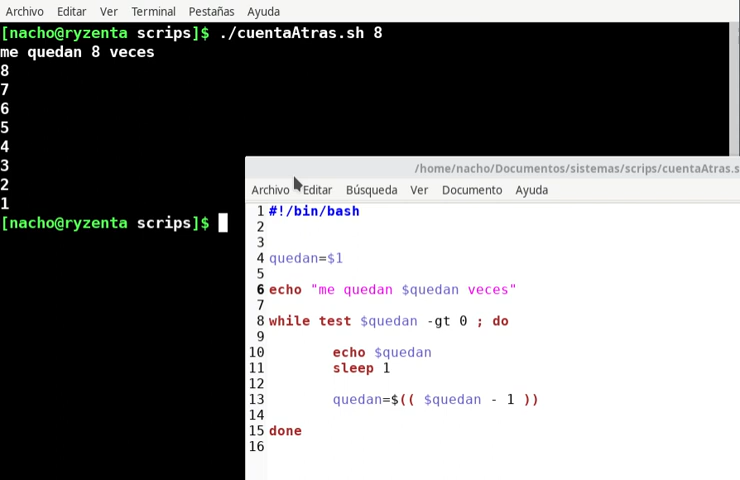 Archivo Editar Ver Terminal Pestañas Ayuda
[nacho@ryzenta scrips]$ ./cuentaAtras.sh 8
me quedan 8 veces
8
7
6
5
4
3
2
1
[nacho@ryzenta scrips]$
/home/nacho/Documentos/sistemas/scrips/cuentaAtras.s
Archivo Editar Búsqueda Ver Documento Ayuda
1 #!/bin/bash
2
3
4 quedan=$1
5
6 echo "me quedan $quedan veces"
7
8 while test $quedan -gt 0 ; do
9
10 echo $quedan
11 sleep 1
12
13 quedan=$(( $quedan - 1 ))
14
15 done
16